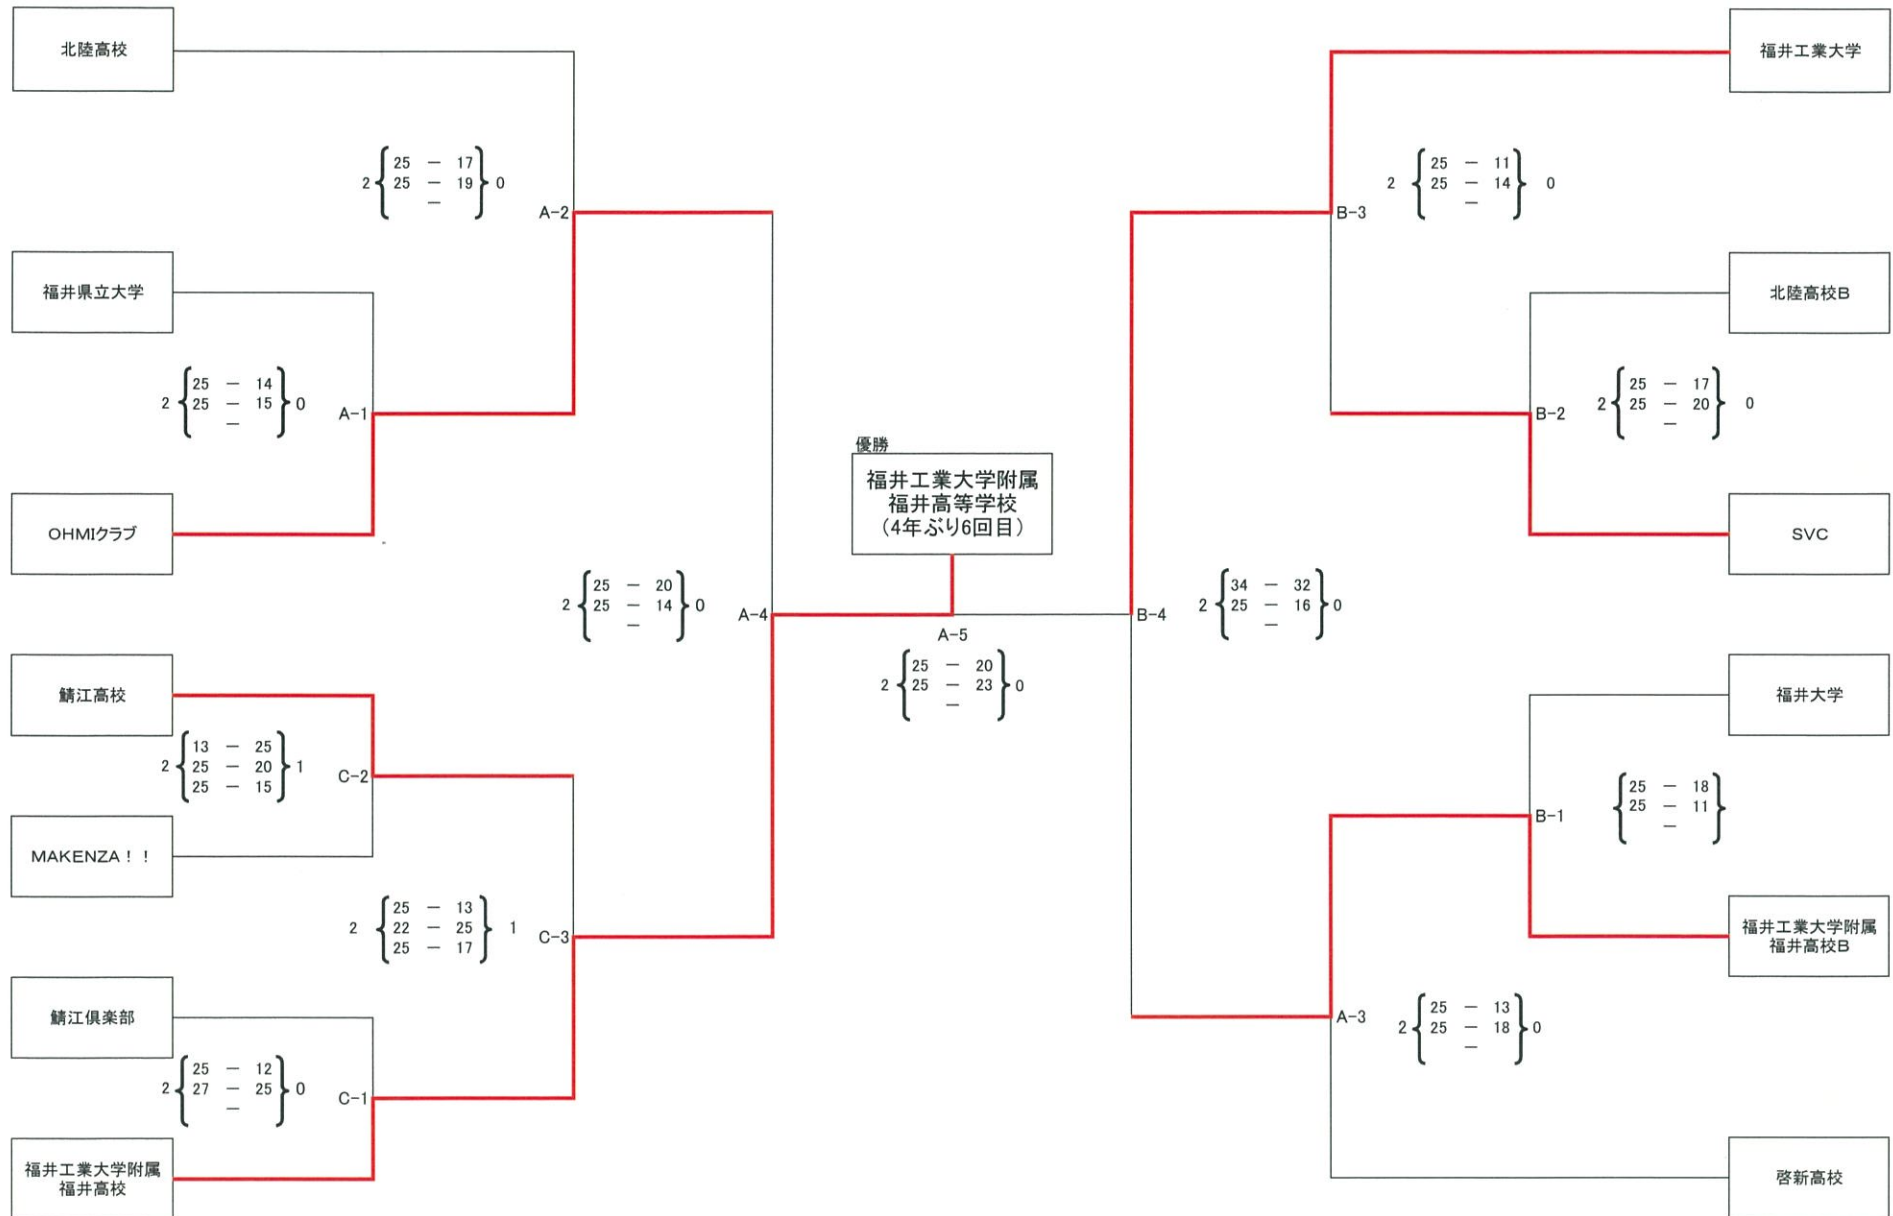 北陸高校
福井工業大学
2 { 25 － 17 } 0
25 － 19
－
A-2
2 { 25 － 11 } 0
25 － 14
－
B-3
福井県立大学
北陸高校B
2 { 25 － 14 } 0
25 － 15
－
A-1
2 { 25 － 17 } 0
25 － 20
－
B-2
優勝
福井工業大学附属
福井高等学校
（4年ぶり6回目）
OHMIクラブ
SVC
2 { 25 － 20 } 0
25 － 14
－
A-4
A-5
2 { 25 － 20 } 0
25 － 23
－
B-4
2 { 34 － 32 } 0
25 － 16
－
鯖江高校
福井大学
2 { 13 － 25 } 1
25 － 20
25 － 15
C-2
{ 25 － 18 }
25 － 11
－
B-1
MAKENZA！！
2 { 25 － 13 } 1
22 － 25
25 － 17
C-3
福井工業大学附属
福井高校B
鯖江倶楽部
2 { 25 － 12 } 0
27 － 25
－
C-1
A-3
2 { 25 － 13 } 0
25 － 18
－
福井工業大学附属
福井高校
啓新高校